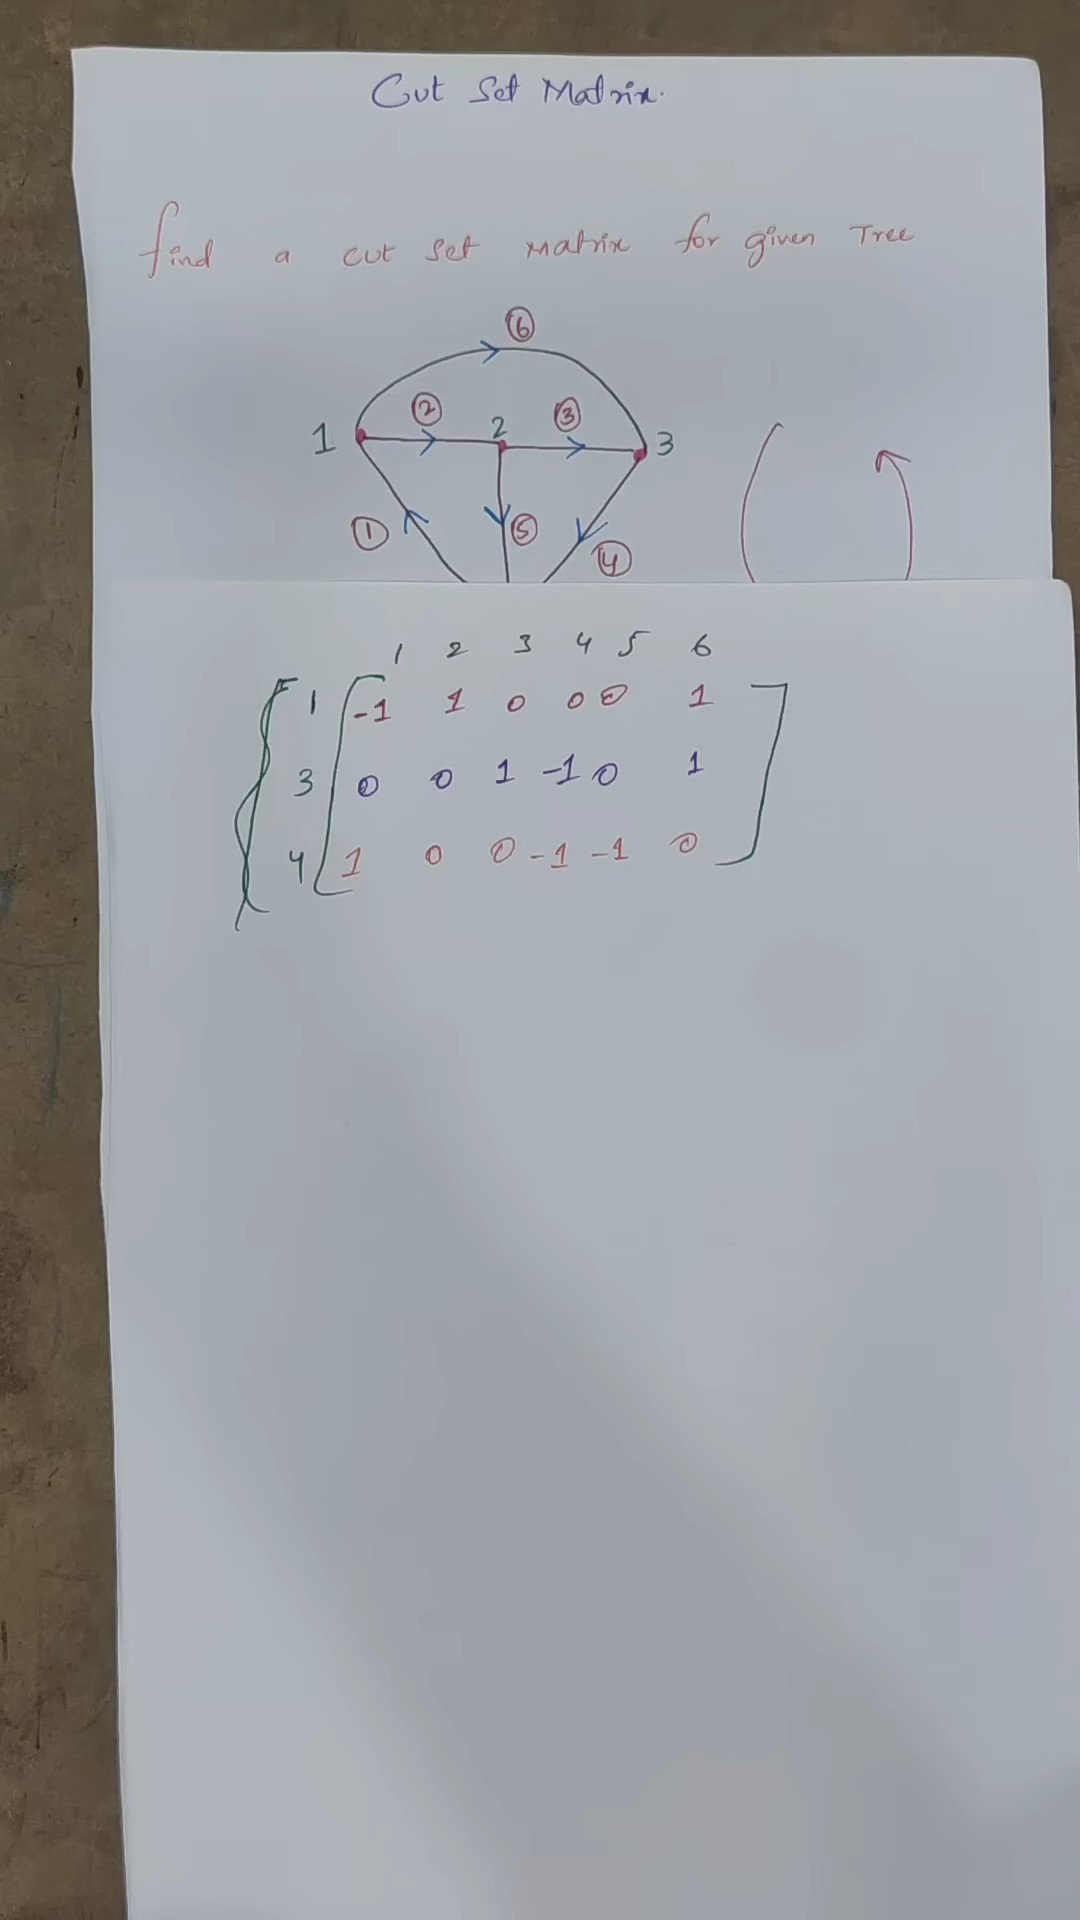 Cut Set Matrix.
find a cut set matrix for given Tree
6
2 3
1 2 3
1 5 4
1 2 3 4 5 6
1 -1 1 0 0 0 1
3 0 0 1 -1 0 1
4 1 0 0 -1 -1 0